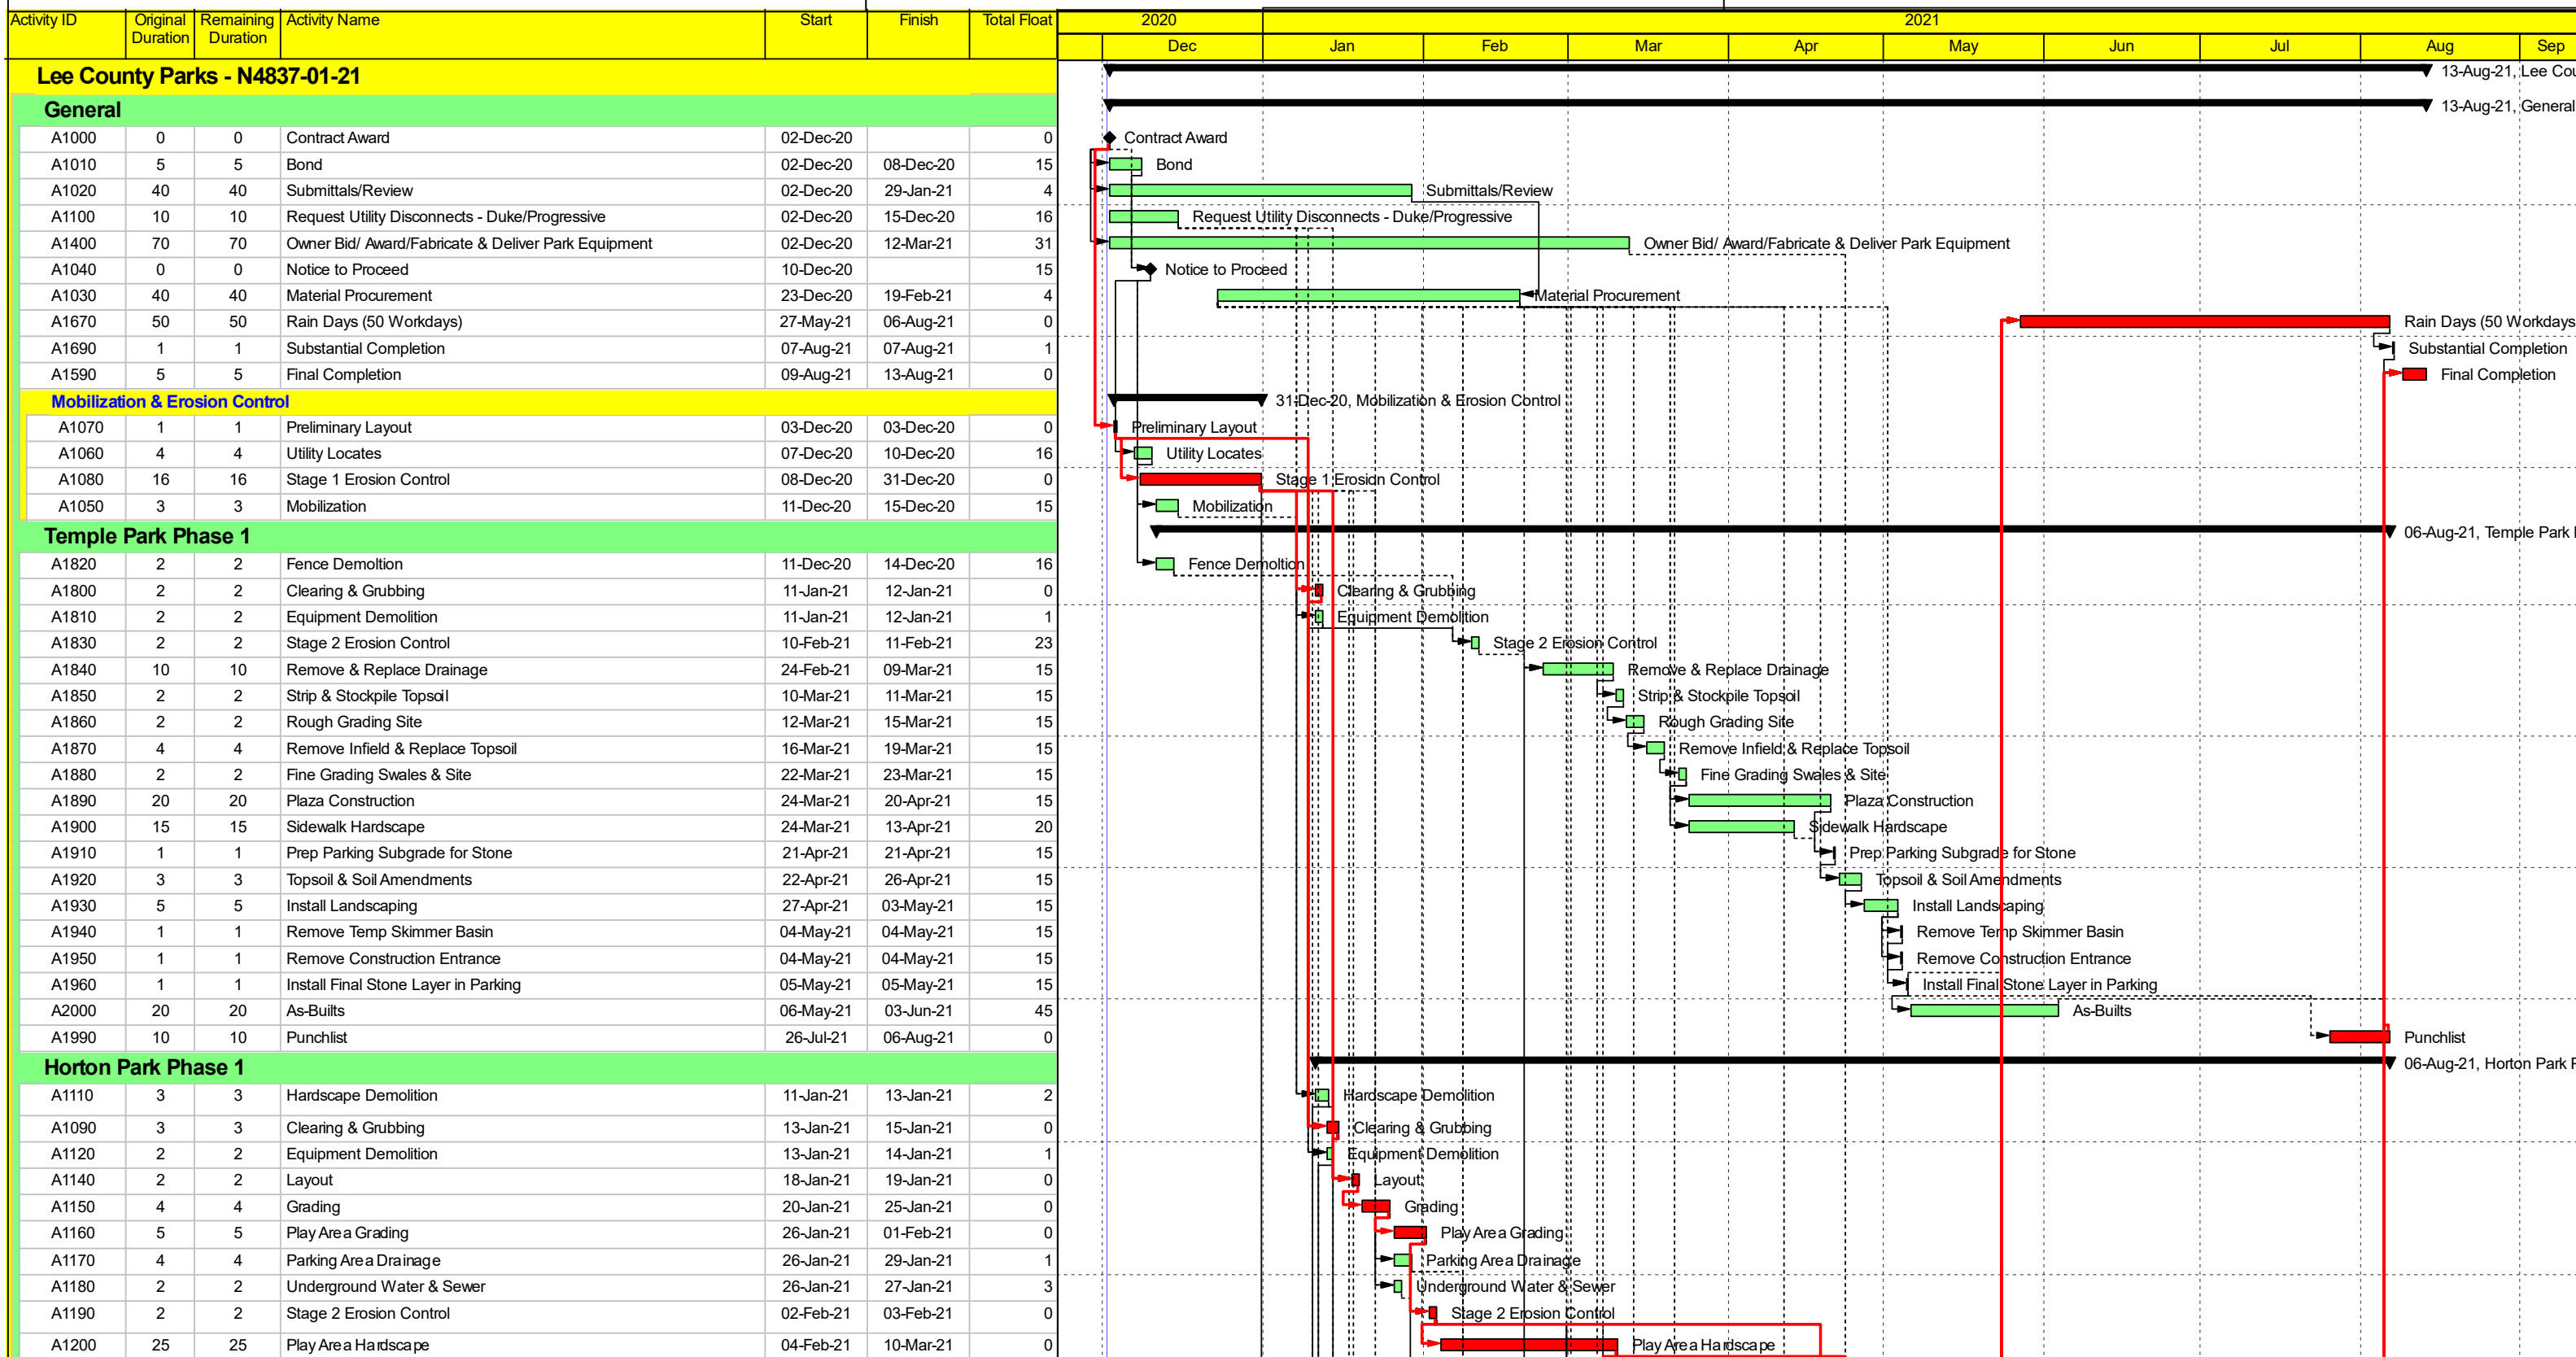 Activity ID Original Duration Remaining Duration Activity Name Start Finish Total Float 2020 2021
Dec Jan Feb Mar Apr May Jun Jul Aug Sep
Lee County Parks - N4837-01-21 13-Aug-21, Lee Cou
General 13-Aug-21, General
A1000 0 0 Contract Award 02-Dec-20 0 Contract Award
A1010 5 5 Bond 02-Dec-20 08-Dec-20 15 Bond
A1020 40 40 Submittals/Review 02-Dec-20 29-Jan-21 4 Submittals/Review
A1100 10 10 Request Utility Disconnects - Duke/Progressive 02-Dec-20 15-Dec-20 16 Request Utility Disconnects - Duke/Progressive
A1400 70 70 Owner Bid/ Award/Fabricate & Deliver Park Equipment 02-Dec-20 12-Mar-21 31 Owner Bid/ Award/Fabricate & Deliver Park Equipment
A1040 0 0 Notice to Proceed 10-Dec-20 15 Notice to Proceed
A1030 40 40 Material Procurement 23-Dec-20 19-Feb-21 4 Material Procurement
A1670 50 50 Rain Days (50 Workdays) 27-May-21 06-Aug-21 0 Rain Days (50 Workdays
A1690 1 1 Substantial Completion 07-Aug-21 07-Aug-21 1 Substantial Completion
A1590 5 5 Final Completion 09-Aug-21 13-Aug-21 0 Final Completion
Mobilization & Erosion Control 31-Dec-20, Mobilization & Erosion Control
A1070 1 1 Preliminary Layout 03-Dec-20 03-Dec-20 0 Preliminary Layout
A1060 4 4 Utility Locates 07-Dec-20 10-Dec-20 16 Utility Locates
A1080 16 16 Stage 1 Erosion Control 08-Dec-20 31-Dec-20 0 Stage 1 Erosion Control
A1050 3 3 Mobilization 11-Dec-20 15-Dec-20 15 Mobilization
Temple Park Phase 1 06-Aug-21, Temple Park
A1820 2 2 Fence Demoltion 11-Dec-20 14-Dec-20 16 Fence Demoltion
A1800 2 2 Clearing & Grubbing 11-Jan-21 12-Jan-21 0 Clearing & Grubbing
A1810 2 2 Equipment Demolition 11-Jan-21 12-Jan-21 1 Equipment Demolition
A1830 2 2 Stage 2 Erosion Control 10-Feb-21 11-Feb-21 23 Stage 2 Erosion Control
A1840 10 10 Remove & Replace Drainage 24-Feb-21 09-Mar-21 15 Remove & Replace Drainage
A1850 2 2 Strip & Stockpile Topsoil 10-Mar-21 11-Mar-21 15 Strip & Stockpile Topsoil
A1860 2 2 Rough Grading Site 12-Mar-21 15-Mar-21 15 Rough Grading Site
A1870 4 4 Remove Infield & Replace Topsoil 16-Mar-21 19-Mar-21 15 Remove Infield & Replace Topsoil
A1880 2 2 Fine Grading Swales & Site 22-Mar-21 23-Mar-21 15 Fine Grading Swales & Site
A1890 20 20 Plaza Construction 24-Mar-21 20-Apr-21 15 Plaza Construction
A1900 15 15 Sidewalk Hardscape 24-Mar-21 13-Apr-21 20 Sidewalk Hardscape
A1910 1 1 Prep Parking Subgrade for Stone 21-Apr-21 21-Apr-21 15 Prep Parking Subgrade for Stone
A1920 3 3 Topsoil & Soil Amendments 22-Apr-21 26-Apr-21 15 Topsoil & Soil Amendments
A1930 5 5 Install Landscaping 27-Apr-21 03-May-21 15 Install Landscaping
A1940 1 1 Remove Temp Skimmer Basin 04-May-21 04-May-21 15 Remove Temp Skimmer Basin
A1950 1 1 Remove Construction Entrance 04-May-21 04-May-21 15 Remove Construction Entrance
A1960 1 1 Install Final Stone Layer in Parking 05-May-21 05-May-21 15 Install Final Stone Layer in Parking
A2000 20 20 As-Builts 06-May-21 03-Jun-21 45 As-Builts
A1990 10 10 Punchlist 26-Jul-21 06-Aug-21 0 Punchlist
Horton Park Phase 1 06-Aug-21, Horton Park
A1110 3 3 Hardscape Demolition 11-Jan-21 13-Jan-21 2 Hardscape Demolition
A1090 3 3 Clearing & Grubbing 13-Jan-21 15-Jan-21 0 Clearing & Grubbing
A1120 2 2 Equipment Demolition 13-Jan-21 14-Jan-21 1 Equipment Demolition
A1140 2 2 Layout 18-Jan-21 19-Jan-21 0 Layout
A1150 4 4 Grading 20-Jan-21 25-Jan-21 0 Grading
A1160 5 5 Play Area Grading 26-Jan-21 01-Feb-21 0 Play Area Grading
A1170 4 4 Parking Area Drainage 26-Jan-21 29-Jan-21 1 Parking Area Drainage
A1180 2 2 Underground Water & Sewer 26-Jan-21 27-Jan-21 3 Underground Water & Sewer
A1190 2 2 Stage 2 Erosion Control 02-Feb-21 03-Feb-21 0 Stage 2 Erosion Control
A1200 25 25 Play Area Hardscape 04-Feb-21 10-Mar-21 0 Play Area Hardscape